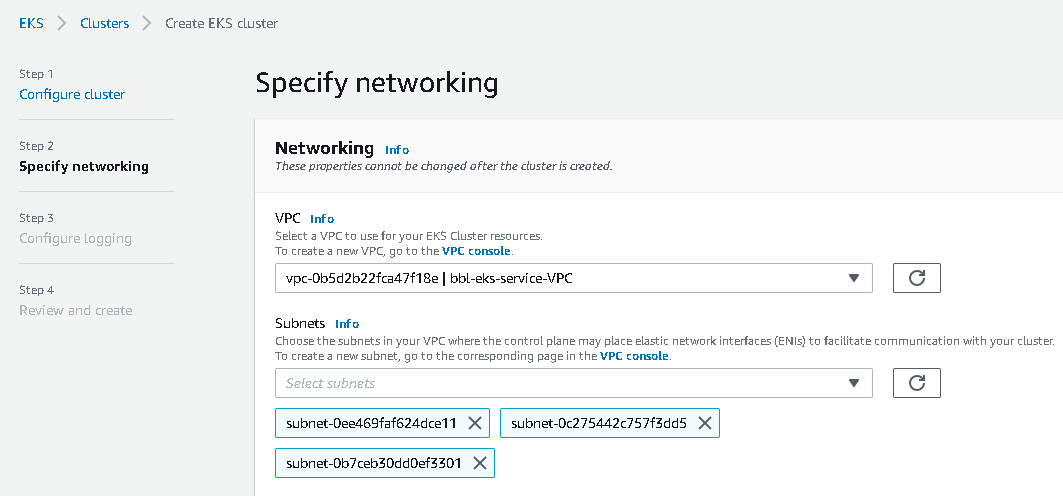 EKS > Clusters > Create EKS cluster
Step 1
Configure cluster
Step 2
Specify networking
Step 3
Configure logging
Step 4
Review and create
Specify networking
Networking Info
These properties cannot be changed after the cluster is created.
VPC Info
Select a VPC to use for your EKS Cluster resources.
To create a new VPC, go to the VPC console.
vpc-0b5d2b22fca47f18e | bbl-eks-service-VPC
Subnets Info
Choose the subnets in your VPC where the control plane may place elastic network interfaces (ENIs) to facilitate communication with your cluster.
To create a new subnet, go to the corresponding page in the VPC console.
Select subnets
subnet-0ee469faf624dce11 subnet-0c275442c757f3dd5
subnet-0b7ceb30dd0ef3301